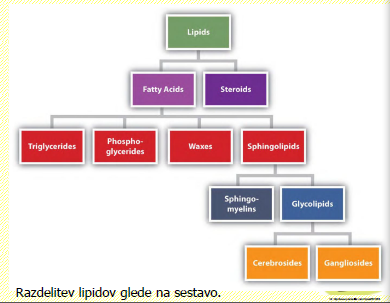 Lipids
Fatty Acids
Steroids
Triglycerides
Phospho-
glycerides
Waxes
Sphingolipids
Sphingo-
myelins
Glycolipids
Cerebrosides
Gangliosides
Razdelitev lipidov glede na sestavo.